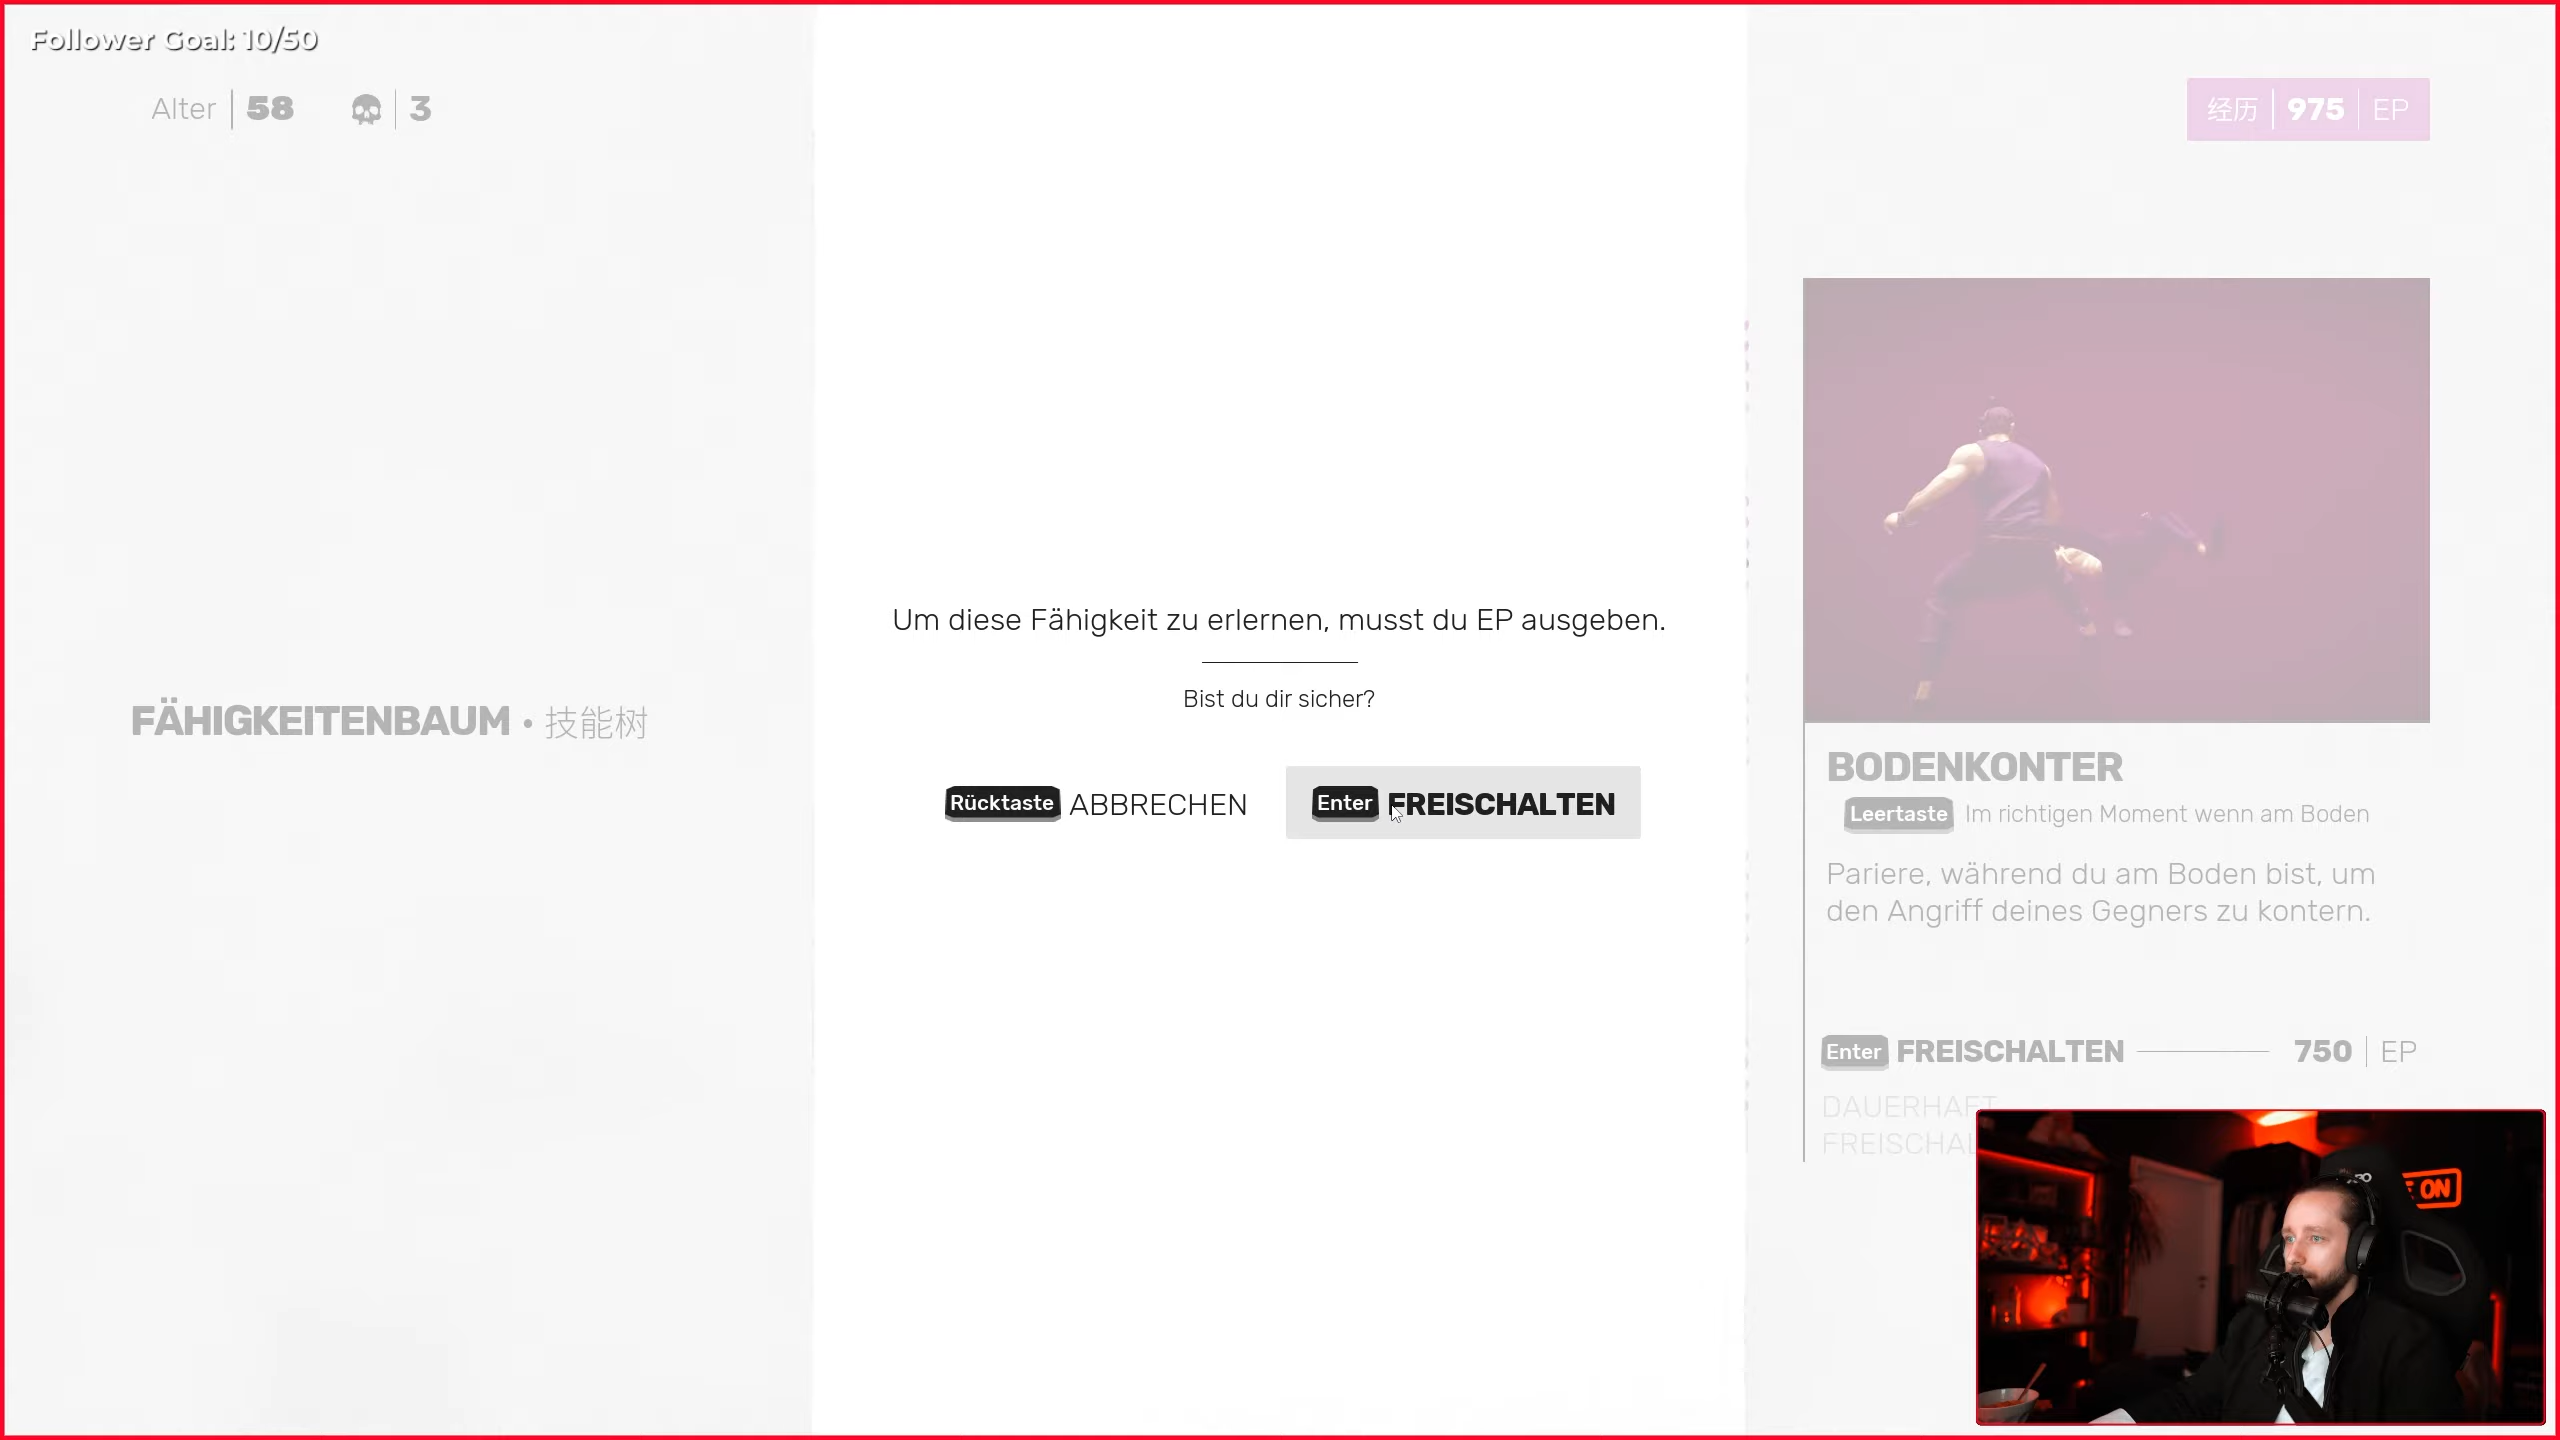 Follower Goal: 10/50
Alter 58 3
经历 975 EP
Um diese Fähigkeit zu erlernen, musst du EP ausgeben.
Bist du dir sicher?
Rücktaste ABBRECHEN
Enter FREISCHALTEN
FÄHIGKEITENBAUM • 技能树
BODENKONTER
Leertaste Im richtigen Moment wenn am Boden
Pariere, während du am Boden bist, um
den Angriff deines Gegners zu kontern.
Enter FREISCHALTEN 750 EP
DAUERHAFT
FREISCHAL
ON